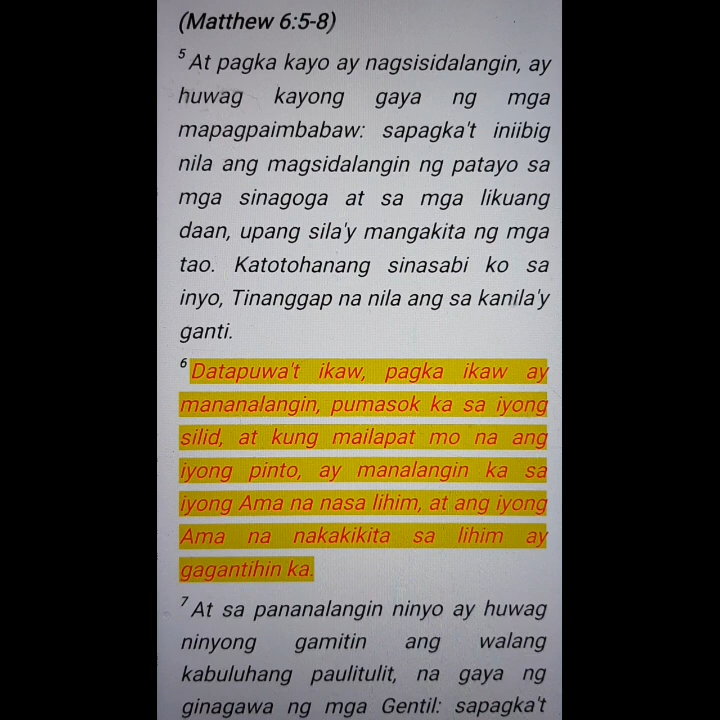 (Matthew 6:5-8)
5 At pagka kayo ay nagsisidalangin, ay
huwag kayong gaya ng mga
mapagpaimbabaw: sapagka't iniibig
nila ang magsidalangin ng patayo sa
mga sinagoga at sa mga likuang
daan, upang sila'y mangakita ng mga
tao. Katotohanang sinasabi ko sa
inyo, Tinanggap na nila ang sa kanila'y
ganti.
6 Datapuwa't ikaw, pagka ikaw ay
mananalangin, pumasok ka sa iyong
silid, at kung mailapat mo na ang
iyong pinto, ay manalangin ka sa
iyong Ama na nasa lihim, at ang iyong
Ama na nakakikita sa lihim ay
gagantihin ka.
7 At sa pananalangin ninyo ay huwag
ninyong gamitin ang walang
kabuluhang paulitulit, na gaya ng
ginagawa ng mga Gentil: sapagka't